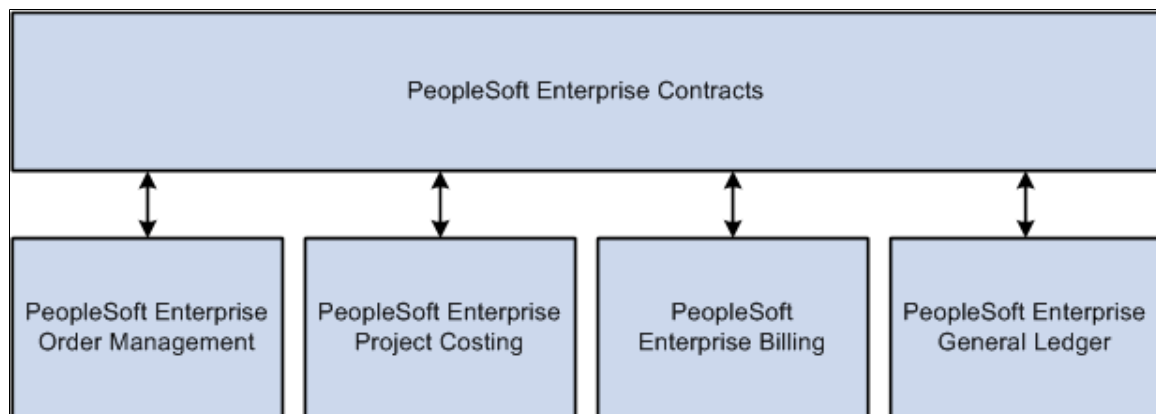 PeopleSoft Enterprise Contracts
PeopleSoft Enterprise
Order Management
PeopleSoft Enterprise
Project Costing
PeopleSoft
Enterprise Billing
PeopleSoft Enterprise
General Ledger